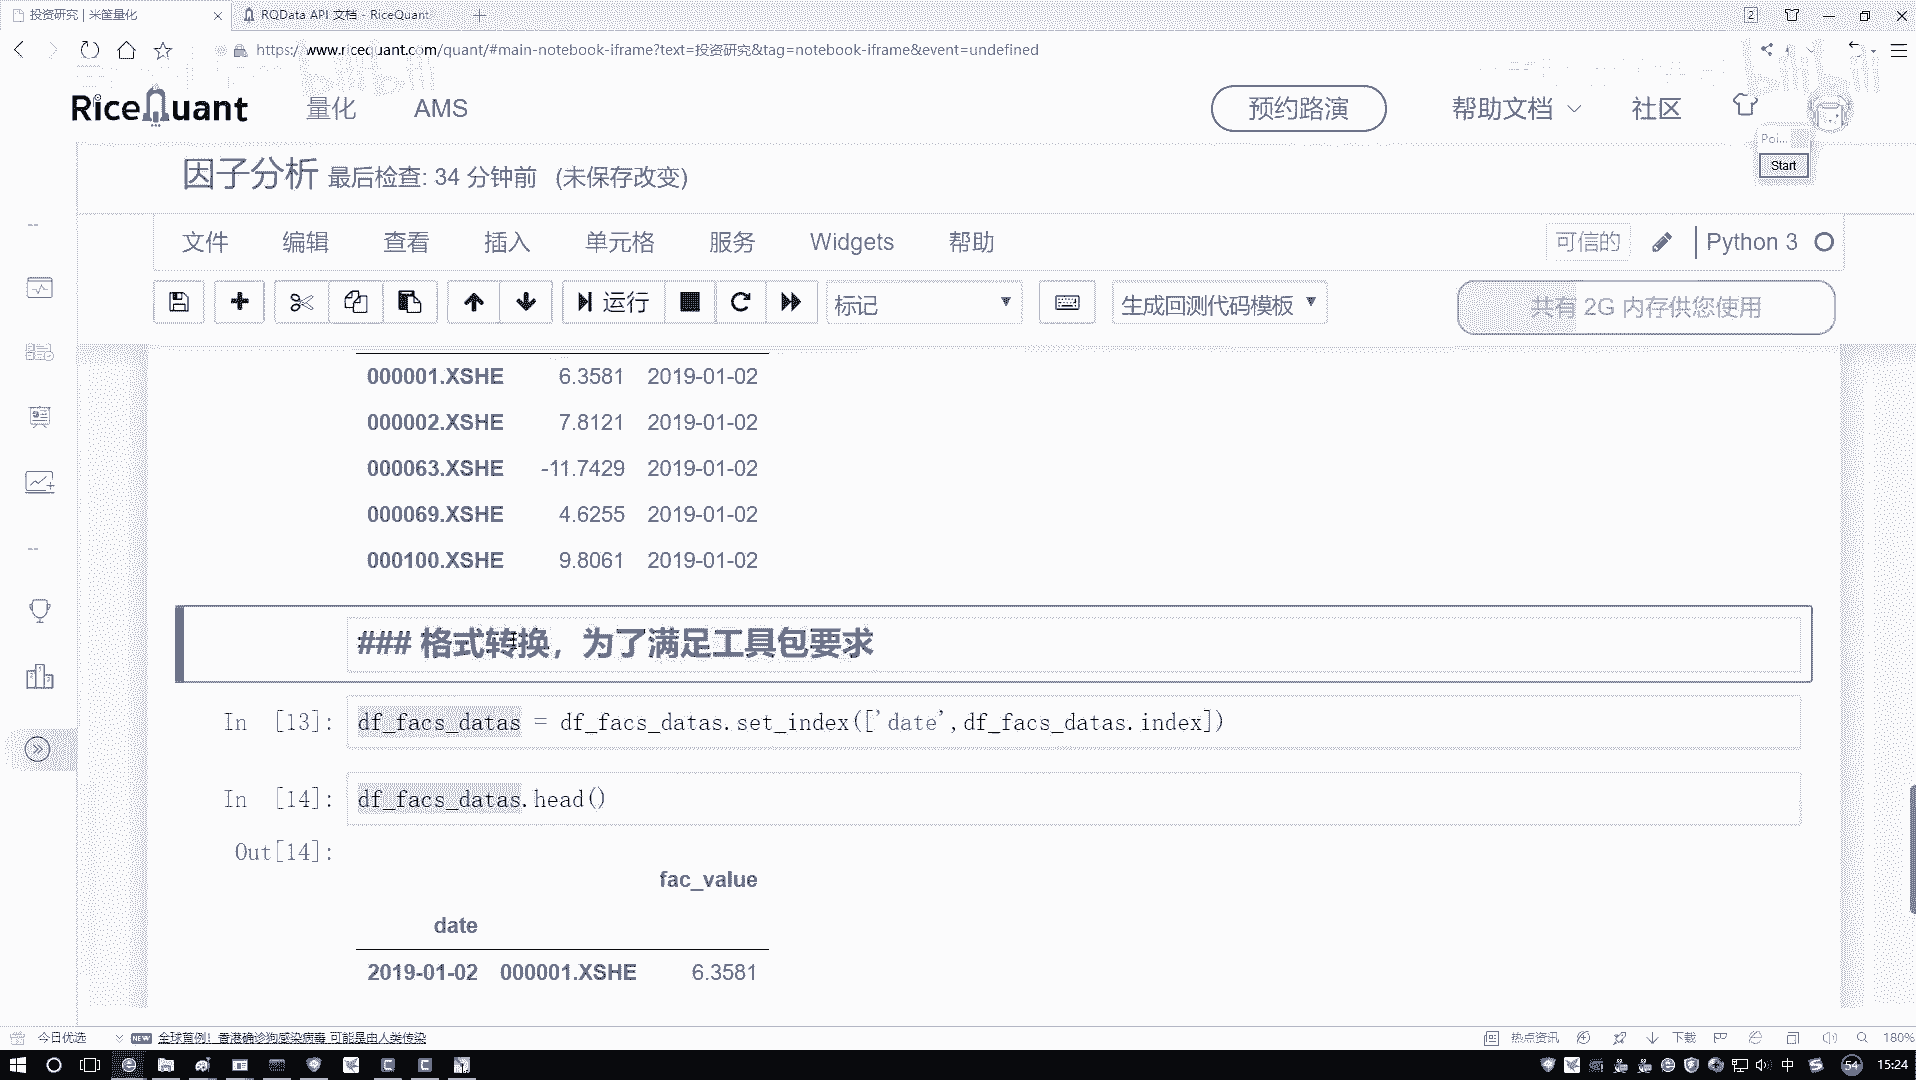 投资研究 | 米筐量化
RQData API 文档 - RiceQuant
2
https://www.ricequant.com/quant/#main-notebook-iframe?text=投资研究&tag=notebook-iframe&event=undefined
bilibili
bilibili
RiceQuant 量化 AMS 预约路演 帮助文档 社区
Poi...
Start
因子分析 最后检查: 34 分钟前 (未保存改变)
文件 编辑 查看 插入 单元格 服务 Widgets 帮助 可信的 Python 3
运行 标记 生成回测代码模板 共有 2G 内存供您使用
000001.XSHE 6.3581 2019-01-02
000002.XSHE 7.8121 2019-01-02
000063.XSHE -11.7429 2019-01-02
000069.XSHE 4.6255 2019-01-02
000100.XSHE 9.8061 2019-01-02
### 格式转换，为了满足工具包要求
In [13]: df_facs_datas = df_facs_datas.set_index(['date',df_facs_datas.index])
In [14]: df_facs_datas.head()
Out[14]:
fac_value
date
2019-01-02 000001.XSHE 6.3581
今日优选 NEW 全球首例！香港确诊狗感染病毒 可能是由人类传染 热点资讯 下载 180%
中 54 15:24